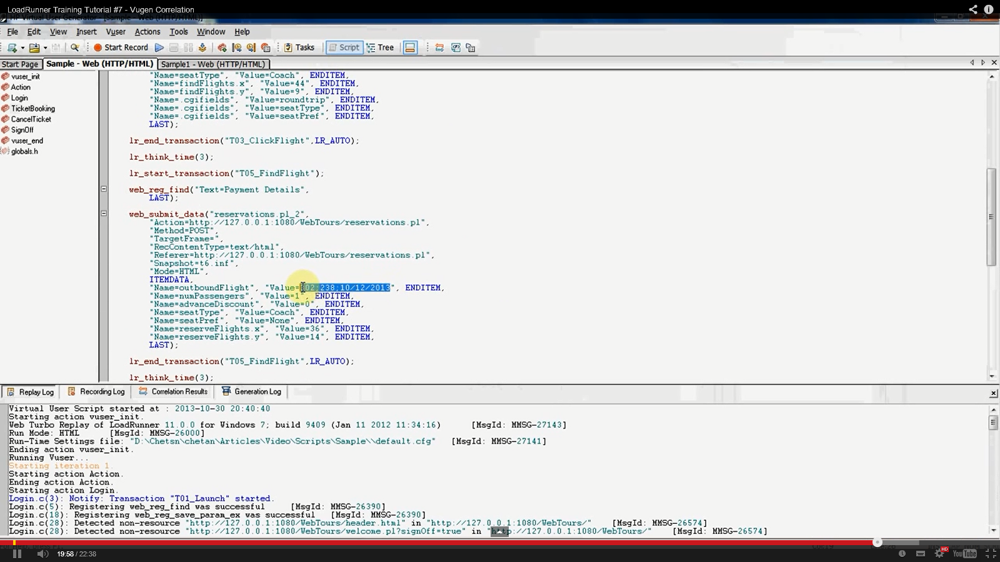 LoadRunner Training Tutorial #7 - Vugen Correlation
HP Virtual User Generator - [Sample - Web (HTTP/HTML)]
File Edit View Insert Vuser Actions Tools Window Help
Start Record Tasks Script Tree
Start Page Sample - Web (HTTP/HTML) Sample1 - Web (HTTP/HTML)
vuser_init
Action
Login
TicketBooking
CancelTicket
SignOff
vuser_end
globals.h
"Name=seatType", "Value=Coach", ENDITEM,
"Name=findFlights.x", "Value=44", ENDITEM,
"Name=findFlights.y", "Value=9", ENDITEM,
"Name=.cgifields", "Value=roundtrip", ENDITEM,
"Name=.cgifields", "Value=seatType", ENDITEM,
"Name=.cgifields", "Value=seatPref", ENDITEM,
LAST);
lr_end_transaction("T03_ClickFlight",LR_AUTO);
lr_think_time(3);
lr_start_transaction("T05_FindFlight");
web_reg_find("Text=Payment Details",
LAST);
web_submit_data("reservations.pl_2",
"Action=http://127.0.0.1:1080/WebTours/reservations.pl",
"Method=POST",
"TargetFrame=",
"RecContentType=text/html",
"Referer=http://127.0.0.1:1080/WebTours/reservations.pl",
"Snapshot=t6.inf",
"Mode=HTML",
ITEMDATA,
"Name=outboundFlight", "Value= 02;238;10/12/2013", ENDITEM,
"Name=numPassengers", "Value=1", ENDITEM,
"Name=advanceDiscount", "Value=0", ENDITEM,
"Name=seatType", "Value=Coach", ENDITEM,
"Name=seatPref", "Value=None", ENDITEM,
"Name=reserveFlights.x", "Value=36", ENDITEM,
"Name=reserveFlights.y", "Value=14", ENDITEM,
LAST);
lr_end_transaction("T05_FindFlight",LR_AUTO);
lr_think_time(3);
Replay Log Recording Log Correlation Results Generation Log
Virtual User Script started at : 2013-10-30 20:40:40
Starting action vuser_init.
Web Turbo Replay of LoadRunner 11.0.0 for Windows 7; build 9409 (Jan 11 2012 11:34:16) [MsgId: MMSG-27143]
Run Mode: HTML [MsgId: MMSG-26000]
Run-Time Settings file: "D:\Chetsn\chetan\Articles\Video\Scripts\Sample\\default.cfg" [MsgId: MMSG-27141]
Ending action vuser_init.
Running Vuser...
Starting iteration 1.
Starting action Action.
Ending action Action.
Starting action Login.
Login.c(3): Notify: Transaction "T01_Launch" started.
Login.c(5): Registering web_reg_find was successful [MsgId: MMSG-26390]
Login.c(18): Registering web_reg_save_param_ex was successful [MsgId: MMSG-26390]
Login.c(28): Detected non-resource "http://127.0.0.1:1080/WebTours/header.html" in "http://127.0.0.1:1080/WebTours/" [MsgId: MMSG-26574]
Login.c(28): Detected non-resource "http://127.0.0.1:1080/WebTours/welcome.pl?signOff=true" in "http://127.0.0.1:1080/WebTours/" [MsgId: MMSG-26574]
19:58 / 22:38
HD
YouTube